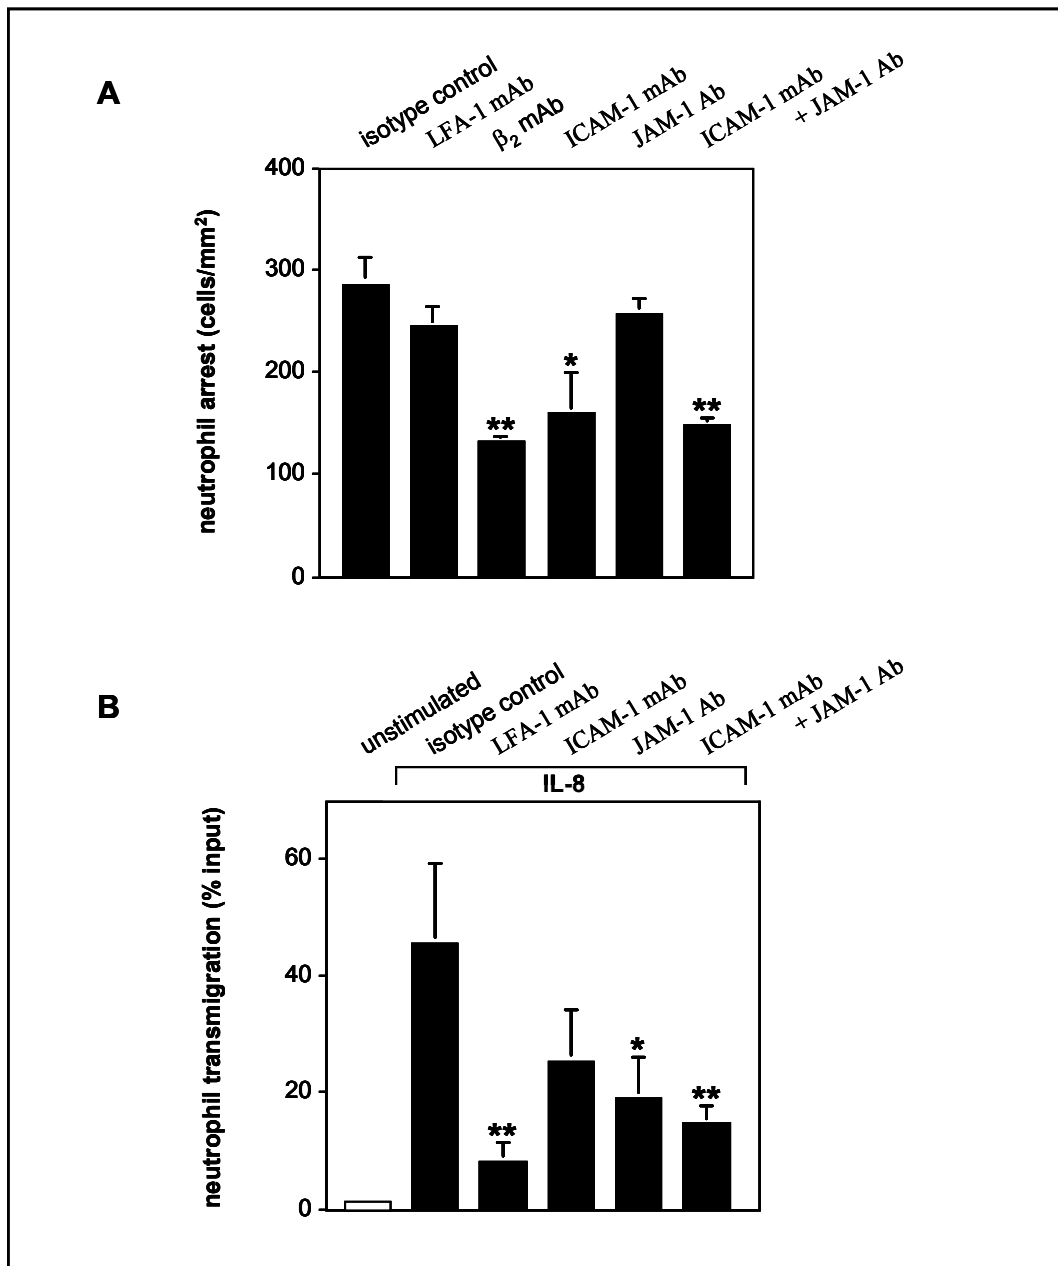 A
isotype control
LFA-1 mAb
β₂ mAb
ICAM-1 mAb
JAM-1 Ab
ICAM-1 mAb
+ JAM-1 Ab
neutrophil arrest (cells/mm²)
400
300
200
100
0
**
*
**
B
unstimulated
isotype control
LFA-1 mAb
ICAM-1 mAb
JAM-1 Ab
ICAM-1 mAb
+ JAM-1 Ab
IL-8
neutrophil transmigration (% input)
60
40
20
0
**
*
**